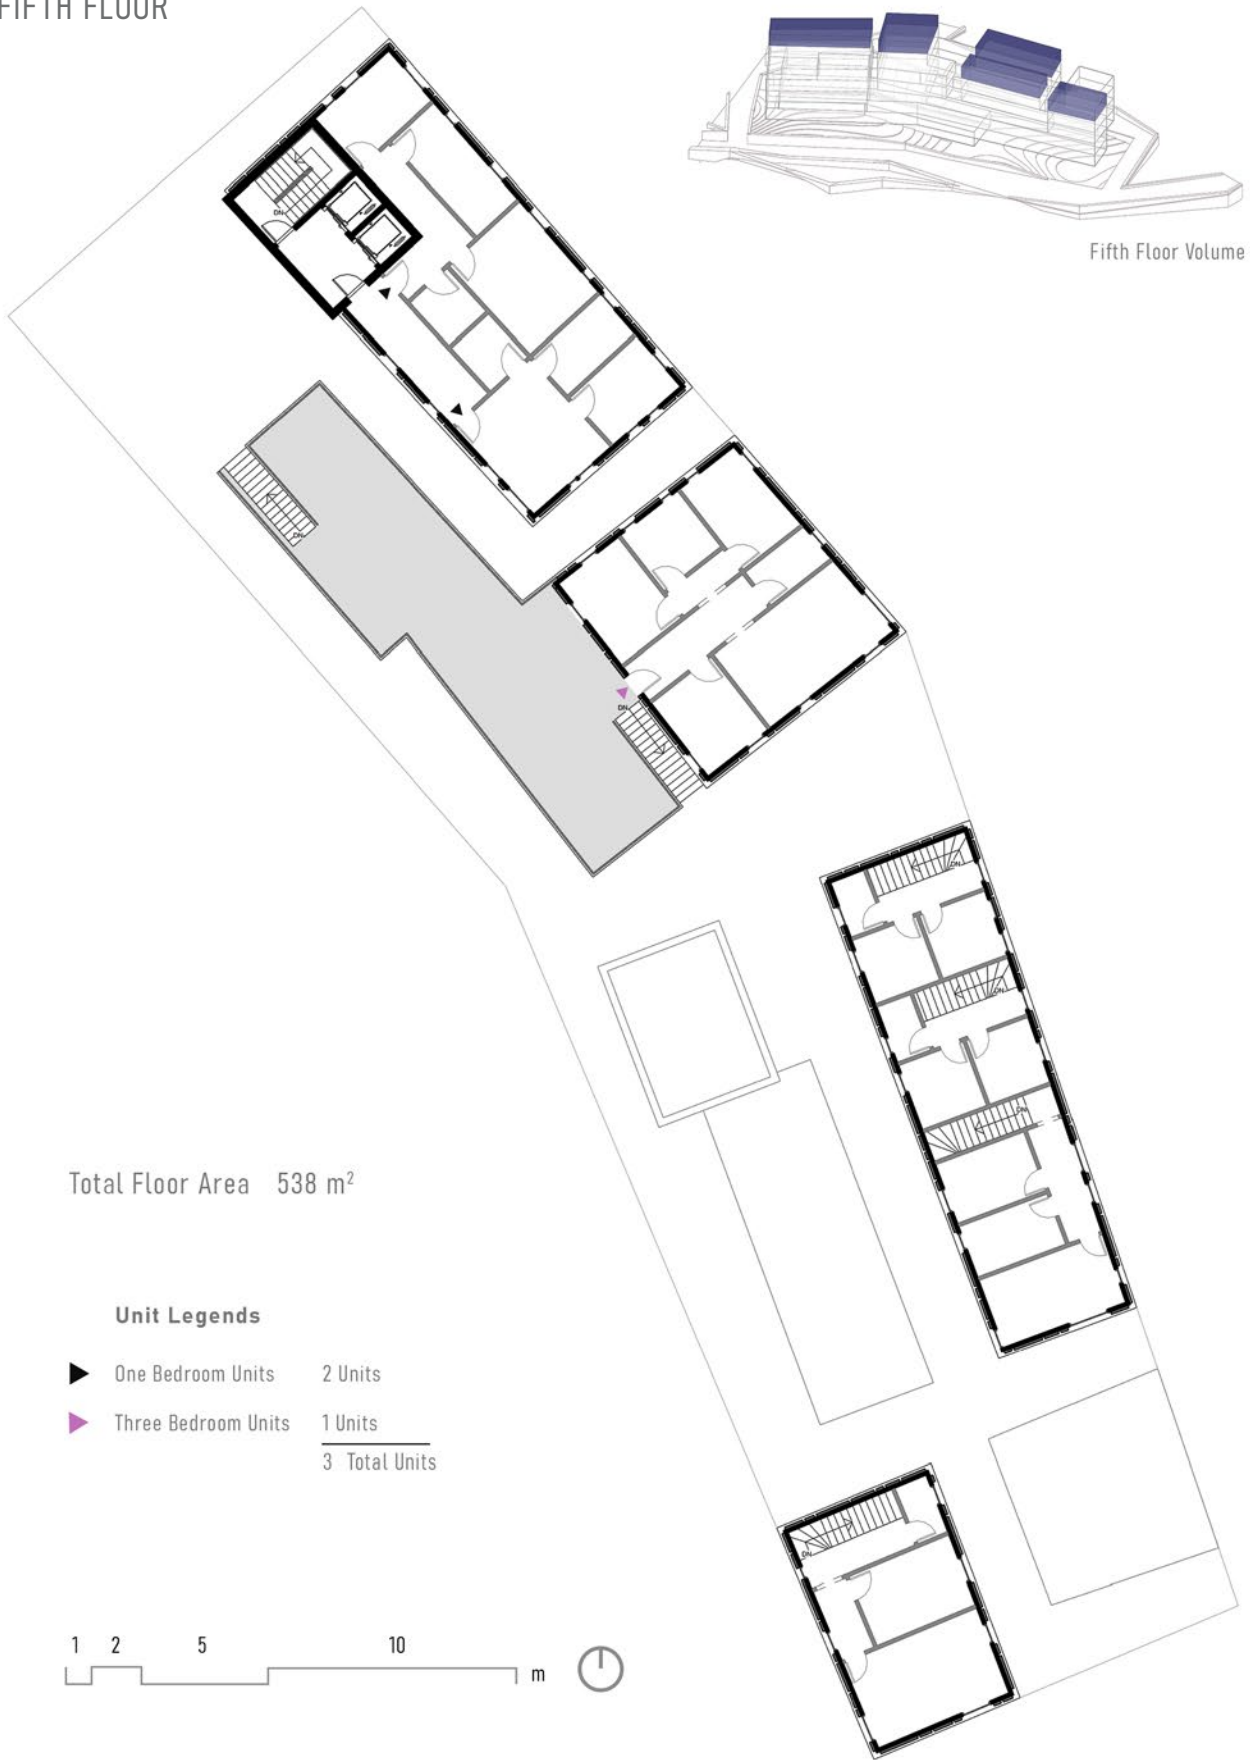 FIFTH FLOOR
Fifth Floor Volume
DN
DN
DN
DN
DN
DN
Total Floor Area 538 m²
Unit Legends
One Bedroom Units 2 Units
Three Bedroom Units 1 Units
3 Total Units
DN
1 2 5 10 m